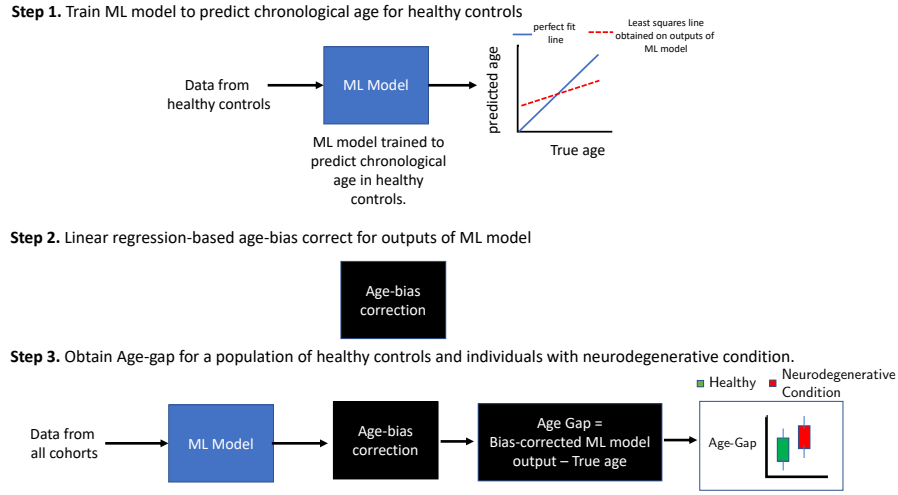 Step 1. Train ML model to predict chronological age for healthy controls
perfect fit
line
Least squares line
obtained on outputs of
ML model
Data from
healthy controls
ML Model
predicted age
True age
ML model trained to
predict chronological
age in healthy
controls.
Step 2. Linear regression-based age-bias correct for outputs of ML model
Age-bias
correction
Step 3. Obtain Age-gap for a population of healthy controls and individuals with neurodegenerative condition.
Healthy
Neurodegenerative
Condition
Data from
all cohorts
ML Model
Age-bias
correction
Age Gap =
Bias-corrected ML model
output – True age
Age-Gap